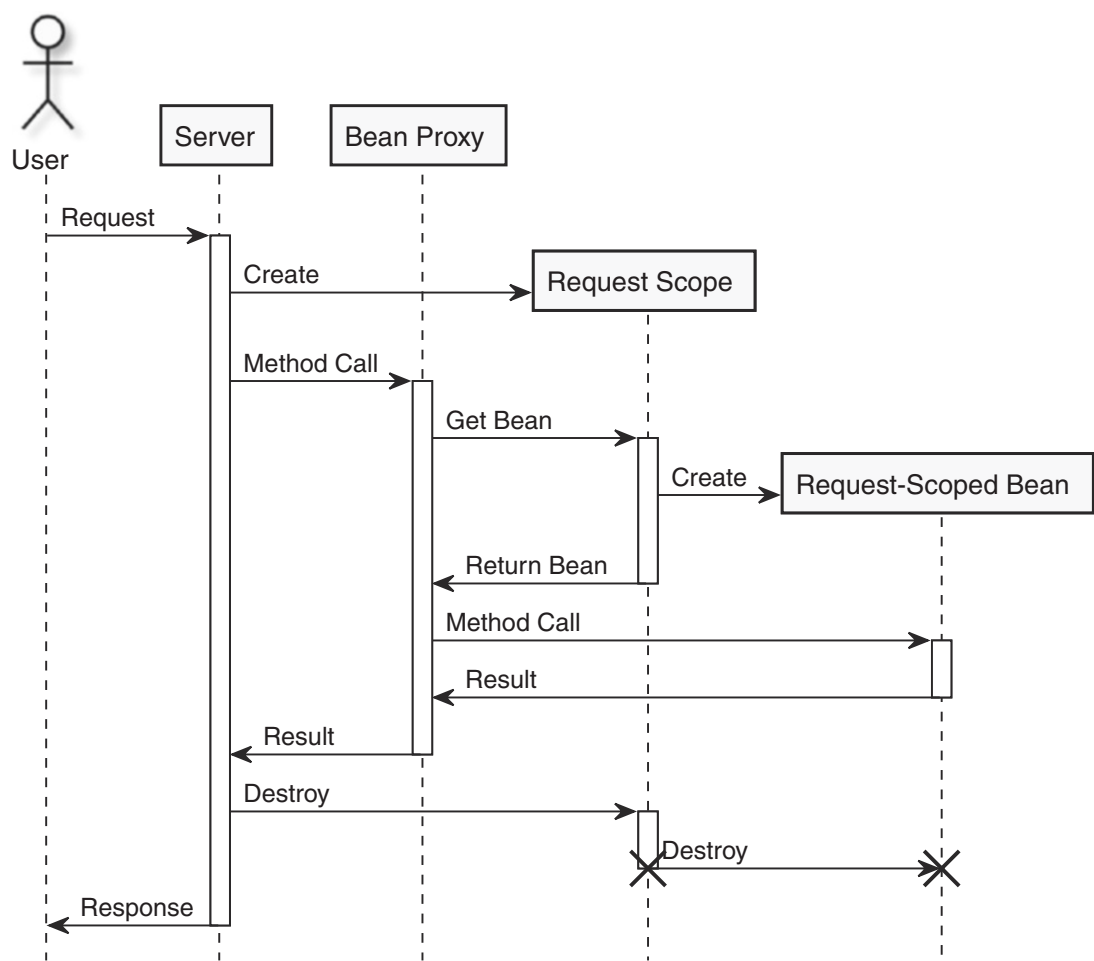 User
Server
Bean Proxy
Request
Create
Request Scope
Method Call
Get Bean
Create
Request-Scoped Bean
Return Bean
Method Call
Result
Result
Destroy
Destroy
Response